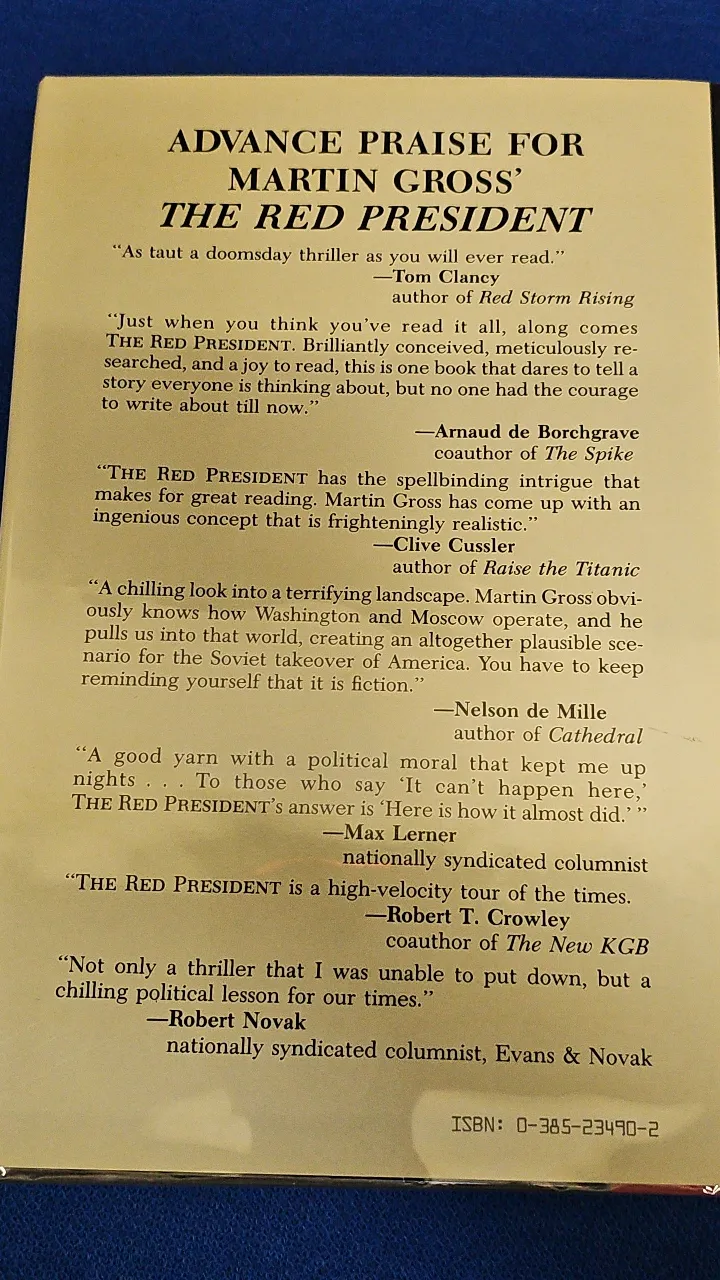 ADVANCE PRAISE FOR
MARTIN GROSS'
THE RED PRESIDENT
“As taut a doomsday thriller as you will ever read.”
—Tom Clancy
author of Red Storm Rising
“Just when you think you've read it all, along comes
THE RED PRESIDENT. Brilliantly conceived, meticulously re-
searched, and a joy to read, this is one book that dares to tell a
story everyone is thinking about, but no one had the courage
to write about till now.”
—Arnaud de Borchgrave
coauthor of The Spike
“THE RED PRESIDENT has the spellbinding intrigue that
makes for great reading. Martin Gross has come up with an
ingenious concept that is frighteningly realistic.”
—Clive Cussler
author of Raise the Titanic
“A chilling look into a terrifying landscape. Martin Gross obvi-
ously knows how Washington and Moscow operate, and he
pulls us into that world, creating an altogether plausible sce-
nario for the Soviet takeover of America. You have to keep
reminding yourself that it is fiction.”
—Nelson de Mille
author of Cathedral
“A good yarn with a political moral that kept me up
nights . . . To those who say ‘It can't happen here,’
THE RED PRESIDENT's answer is ‘Here is how it almost did.’ ”
—Max Lerner
nationally syndicated columnist
“THE RED PRESIDENT is a high-velocity tour of the times.
—Robert T. Crowley
coauthor of The New KGB
“Not only a thriller that I was unable to put down, but a
chilling political lesson for our times.”
—Robert Novak
nationally syndicated columnist, Evans & Novak
ISBN: 0-385-23490-2